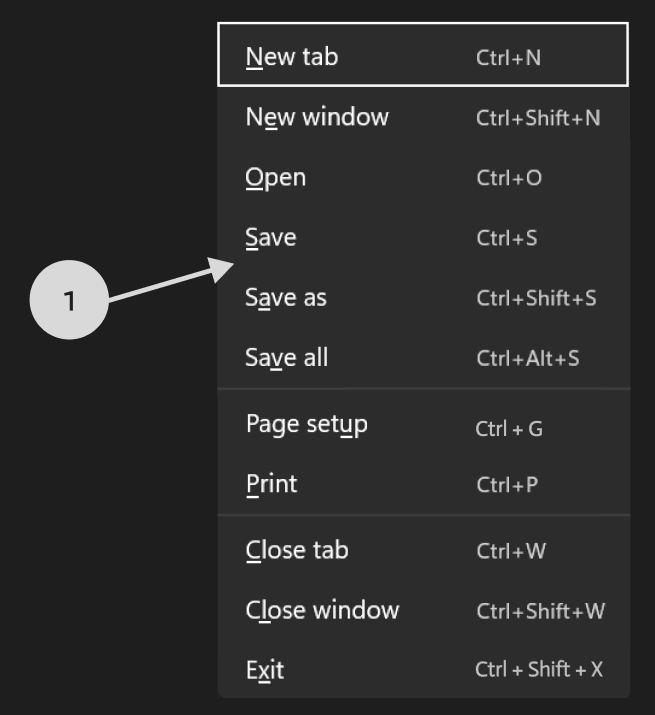 New tab Ctrl+N
New window Ctrl+Shift+N
Open Ctrl+O
Save Ctrl+S
1
Save as Ctrl+Shift+S
Save all Ctrl+Alt+S
Page setup Ctrl + G
Print Ctrl+P
Close tab Ctrl+W
Close window Ctrl+Shift+W
Exit Ctrl + Shift + X